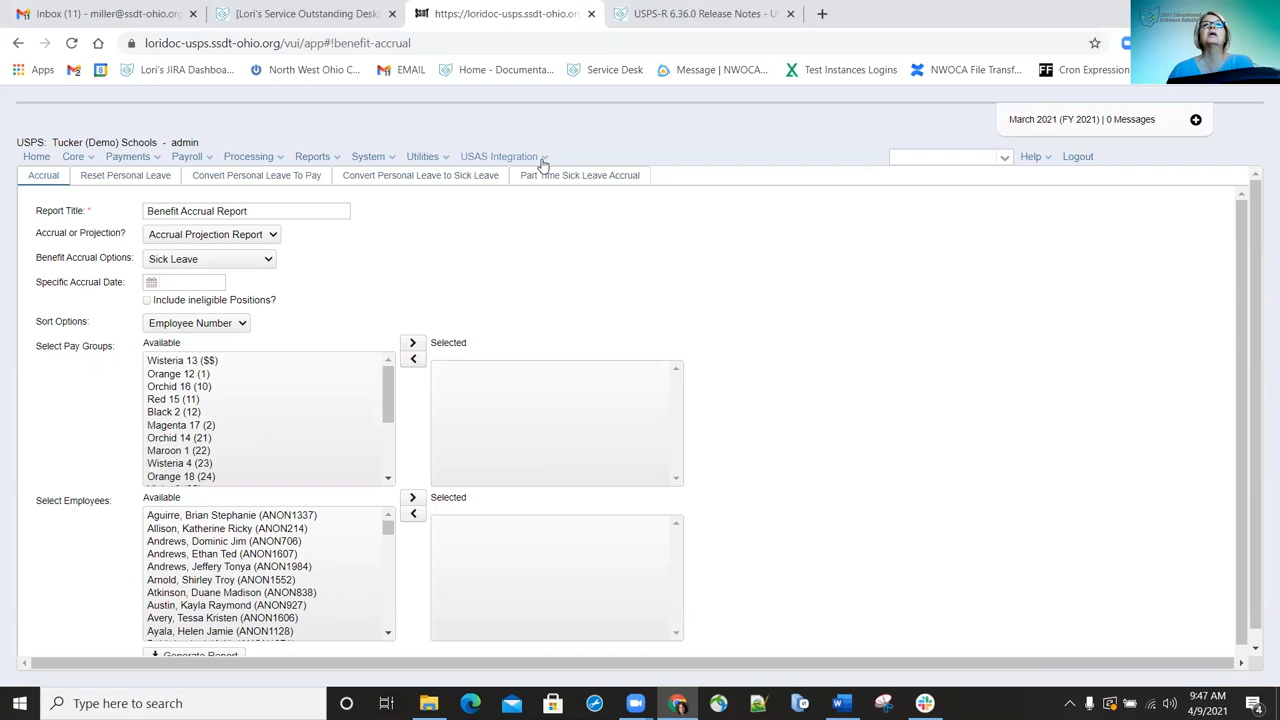 Inbox (11) - miller@ssdt-ohio.org
[Lori's Service Outstanding Desk]
https://loridoc-usps.ssdt-ohio.org/
USPS-R 6.36.0 Release Notes - U
loridoc-usps.ssdt-ohio.org/vui/app#!benefit-accrual
Apps
Lori's JIRA Dashboa...
North West Ohio C...
EMAIL
Home - Documenta...
Service Desk
Message | NWOCA...
Test Instances Logins
NWOCA File Transf...
Cron Expression
March 2021 (FY 2021) | 0 Messages
USPS: Tucker (Demo) Schools - admin
Home Core Payments Payroll Processing Reports System Utilities USAS Integration Help Logout
Accrual Reset Personal Leave Convert Personal Leave To Pay Convert Personal Leave to Sick Leave Part Time Sick Leave Accrual
Report Title: * Benefit Accrual Report
Accrual or Projection? Accrual Projection Report
Benefit Accrual Options: Sick Leave
Specific Accrual Date:
Include ineligible Positions?
Sort Options: Employee Number
Select Pay Groups: Available Selected
Wisteria 13 ($$)
Orange 12 (1)
Orchid 16 (10)
Red 15 (11)
Black 2 (12)
Magenta 17 (2)
Orchid 14 (21)
Maroon 1 (22)
Wisteria 4 (23)
Orange 18 (24)
Select Employees: Available Selected
Aguirre, Brian Stephanie (ANON1337)
Allison, Katherine Ricky (ANON214)
Andrews, Dominic Jim (ANON706)
Andrews, Ethan Ted (ANON1607)
Andrews, Jeffery Tonya (ANON1984)
Arnold, Shirley Troy (ANON1552)
Atkinson, Duane Madison (ANON838)
Austin, Kayla Raymond (ANON927)
Avery, Tessa Kristen (ANON1606)
Ayala, Helen Jamie (ANON1128)
Generate Report
Type here to search
9:47 AM
4/9/2021
4